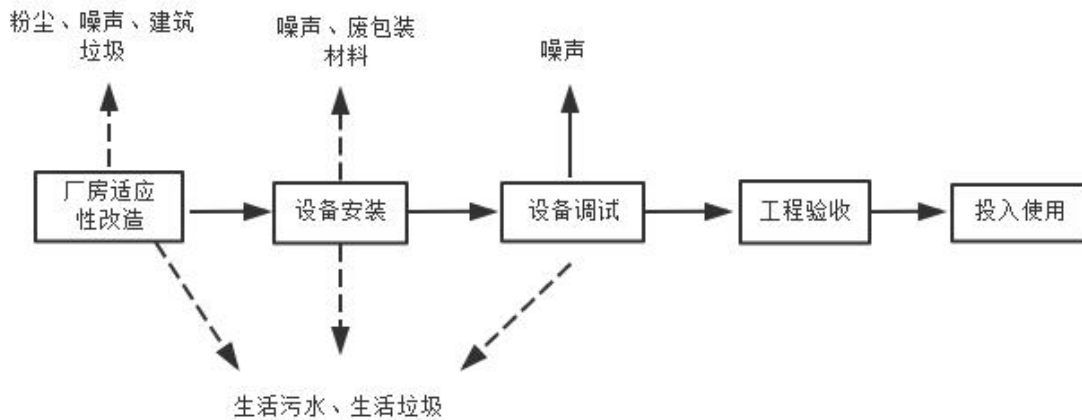 粉尘、噪声、建筑
垃圾
噪声、废包装
材料
噪声
厂房适应
性改造
设备安装
设备调试
工程验收
投入使用
生活污水、生活垃圾